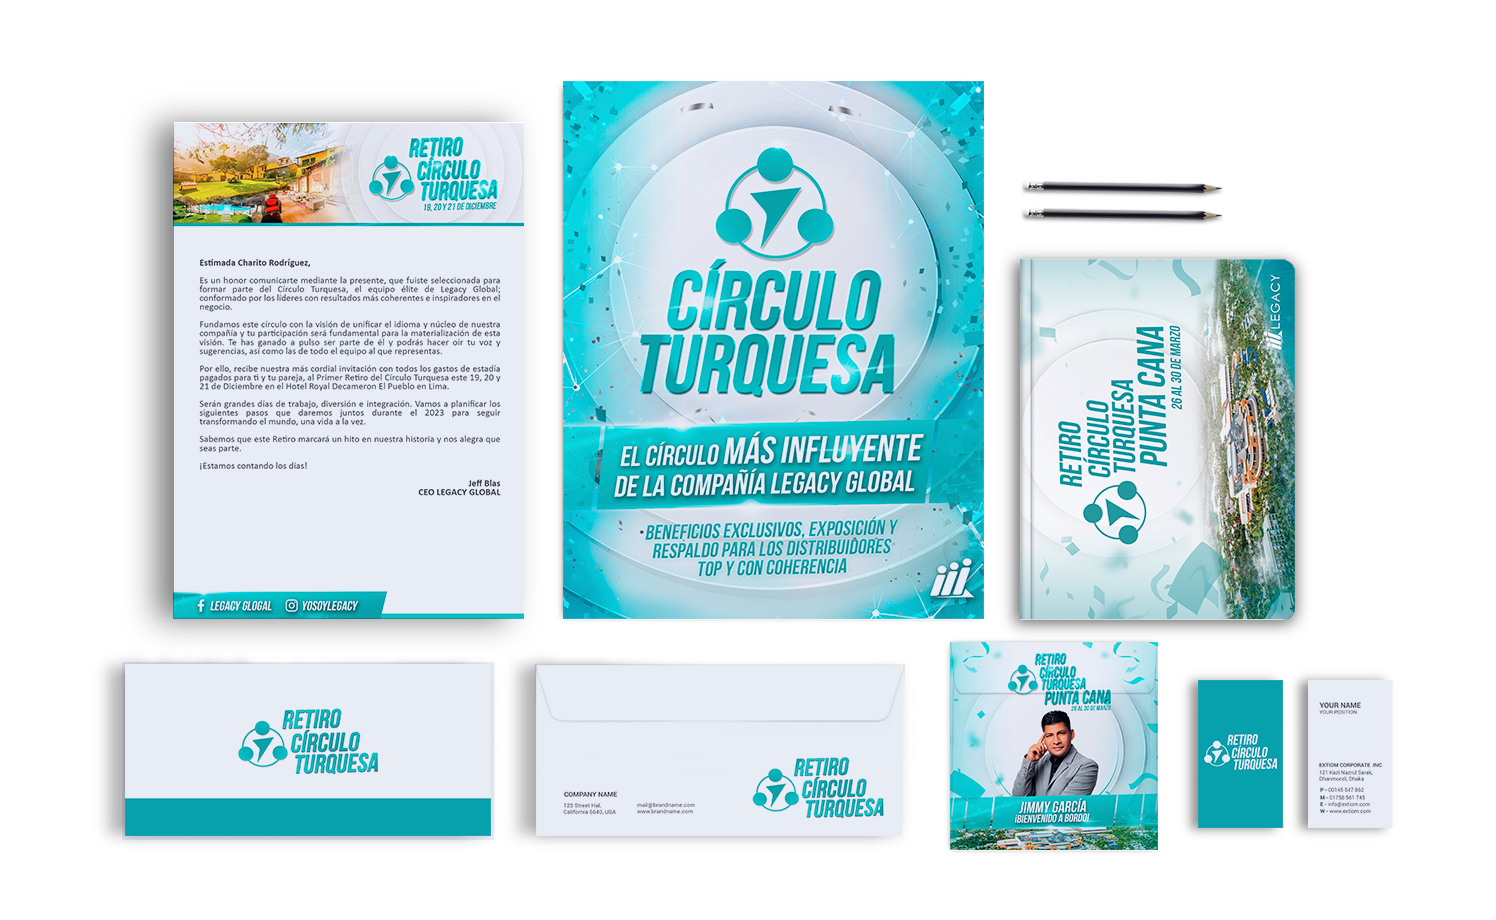 RETIRO
CÍRCULO
TURQUESA
19, 20 Y 21 DE DICIEMBRE
Estimada Charito Rodríguez,
Es un honor comunicarte mediante la presente, que fuiste seleccionada para
formar parte del Círculo Turquesa, el equipo élite de Legacy Global;
conformado por los líderes con resultados más coherentes e inspiradores en el
negocio.
Fundamos este círculo con la visión de unificar el idioma y núcleo de nuestra
compañía y tu participación será fundamental para la materialización de esta
visión. Te has ganado a pulso ser parte de él y podrás hacer oír tu voz y
sugerencias, asi como las de todo el equipo al que representas.
Por ello, recibe nuestra más cordial invitación con todos los gastos de estadía
pagados para ti y tu pareja, al Primer Retiro del Círculo Turquesa este 19, 20 y
21 de Diciembre en el Hotel Royal Decameron El Pueblo en Lima.
Serán grandes días de trabajo, diversión e integración. Vamos a planificar los
siguientes pasos que daremos juntos durante el 2023 para seguir
transformando el mundo, una vida a la vez.
Sabemos que este Retiro marcará un hito en nuestra historia y nos alegra que
seas parte.
¡Estamos contando los días!
Jeff Blas
CEO LEGACY GLOBAL
LEGACY GLOGAL YOSOYLEGACY
CÍRCULO
TURQUESA
EL CÍRCULO MÁS INFLUYENTE
DE LA COMPAÑÍA LEGACY GLOBAL
BENEFICIOS EXCLUSIVOS, EXPOSICIÓN Y
RESPALDO PARA LOS DISTRIBUIDORES
TOP Y CON COHERENCIA
RETIRO
CÍRCULO
TURQUESA
PUNTA CANA
26 AL 30 DE MARZO
LEGACY
RETIRO
CÍRCULO
TURQUESA
COMPANY NAME
123 Street Hal,
California 5640, USA
mail@brandname.com
www.brandname.com
RETIRO
CÍRCULO
TURQUESA
RETIRO
CÍRCULO
TURQUESA
PUNTA CANA
26 AL 30 DE MARZO
JIMMY GARCÍA
¡BIENVENIDO A BORDO!
RETIRO
CÍRCULO
TURQUESA
YOUR NAME
YOUR POSITION
EXTIOM CORPORATE .INC
121 Kazi Nazrul Sarak,
Dhanmondi, Dhaka
P - 00145 547 852
M - 01758 561 745
E - info@extiom.com
W - www.extiom.com